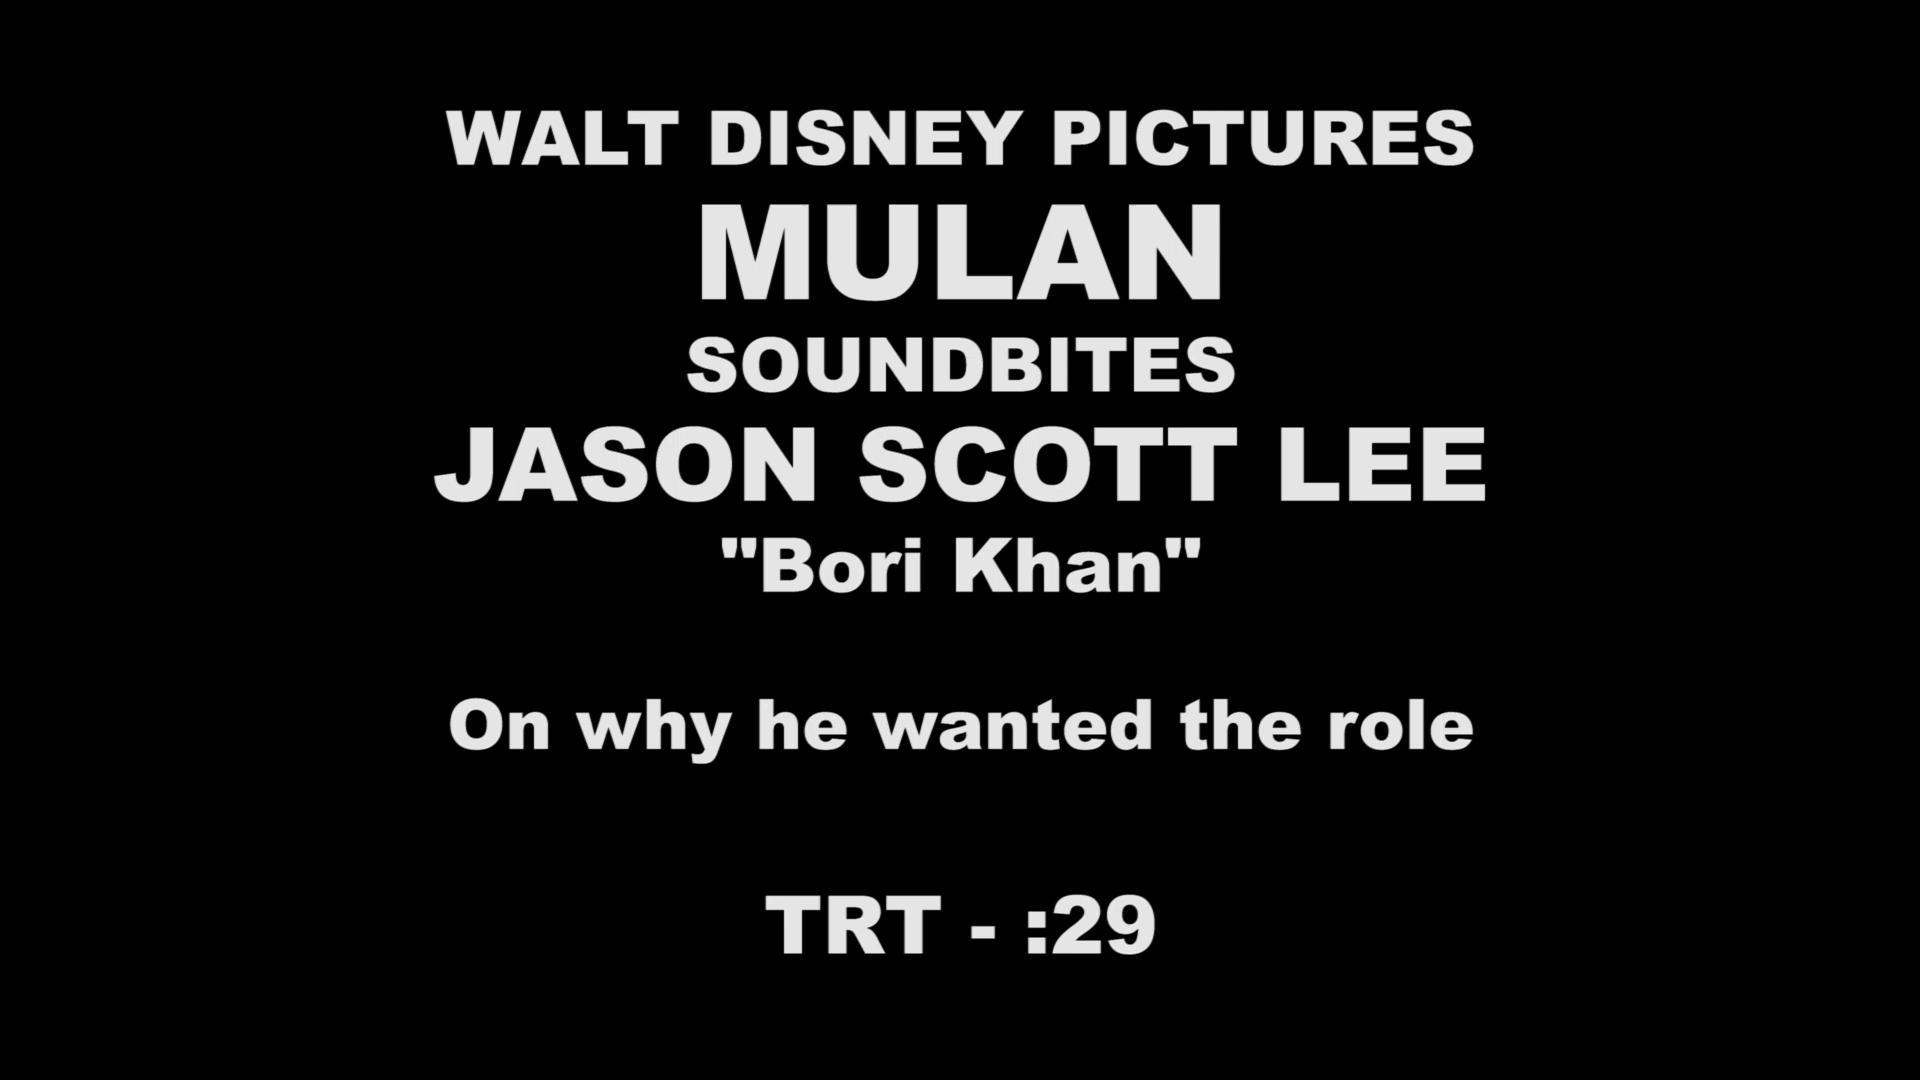 WALT DISNEY PICTURES
MULAN
SOUNDBITES
JASON SCOTT LEE
"Bori Khan"
On why he wanted the role
TRT - :29